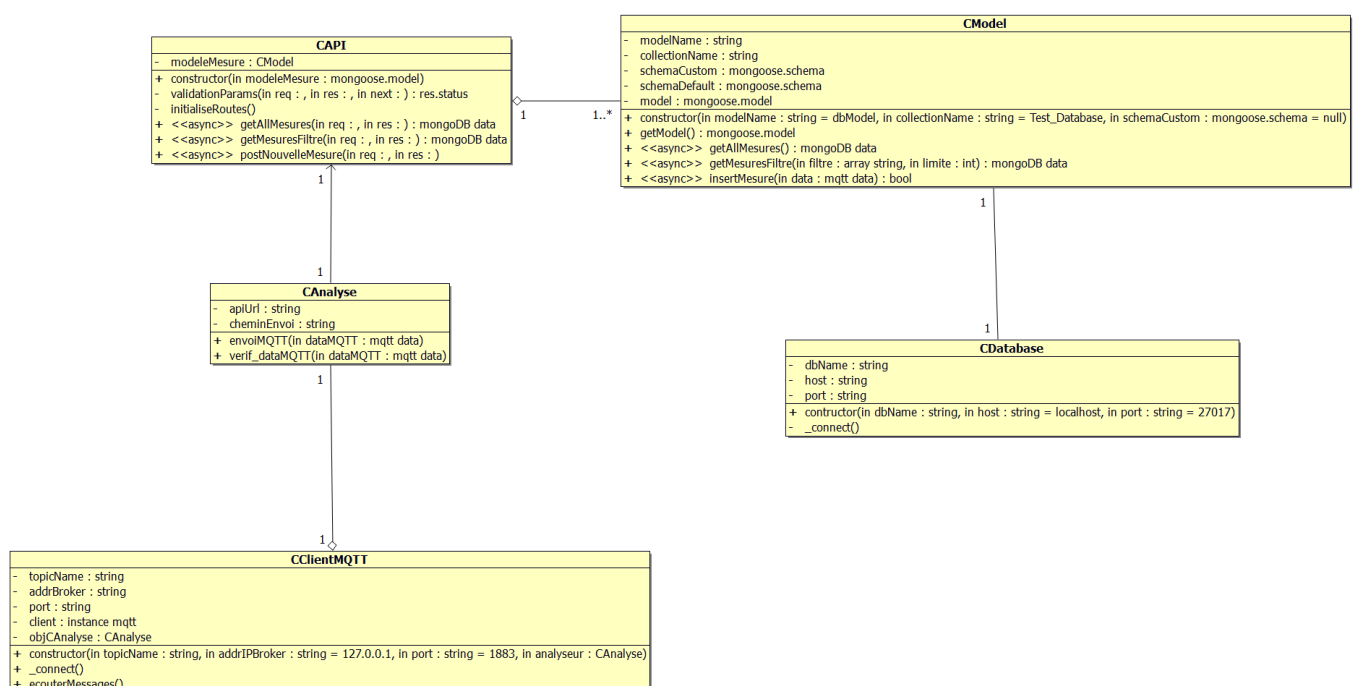 CAPI
- modeleMesure : CModel
+ constructor(in modeleMesure : mongoose.model)
- validationParams(in req : , in res : , in next : ) : res.status
- initialiseRoutes()
+ <<async>> getAllMesures(in req : , in res : ) : mongoDB data
+ <<async>> getMesuresFiltre(in req : , in res : ) : mongoDB data
+ <<async>> postNouvelleMesure(in req : , in res : )
1
1..*
CModel
- modelName : string
- collectionName : string
- schemaCustom : mongoose.schema
- schemaDefault : mongoose.schema
- model : mongoose.model
+ constructor(in modelName : string = dbModel, in collectionName : string = Test_Database, in schemaCustom : mongoose.schema = null)
+ getModel() : mongoose.model
+ <<async>> getAllMesures() : mongoDB data
+ <<async>> getMesuresFiltre(in filtre : array string, in limite : int) : mongoDB data
+ <<async>> insertMesure(in data : mqtt data) : bool
1
1
1
1
CAnalyse
- apiUrl : string
- cheminEnvoi : string
+ envoiMQTT(in dataMQTT : mqtt data)
+ verif_dataMQTT(in dataMQTT : mqtt data)
CDatabase
- dbName : string
- host : string
- port : string
+ contructor(in dbName : string, in host : string = localhost, in port : string = 27017)
- _connect()
1
1
CClientMQTT
- topicName : string
- addrBroker : string
- port : string
- client : instance mqtt
- objCAnalyse : CAnalyse
+ constructor(in topicName : string, in addrIPBroker : string = 127.0.0.1, in port : string = 1883, in analyseur : CAnalyse)
+ _connect()
+ ecouterMessages()